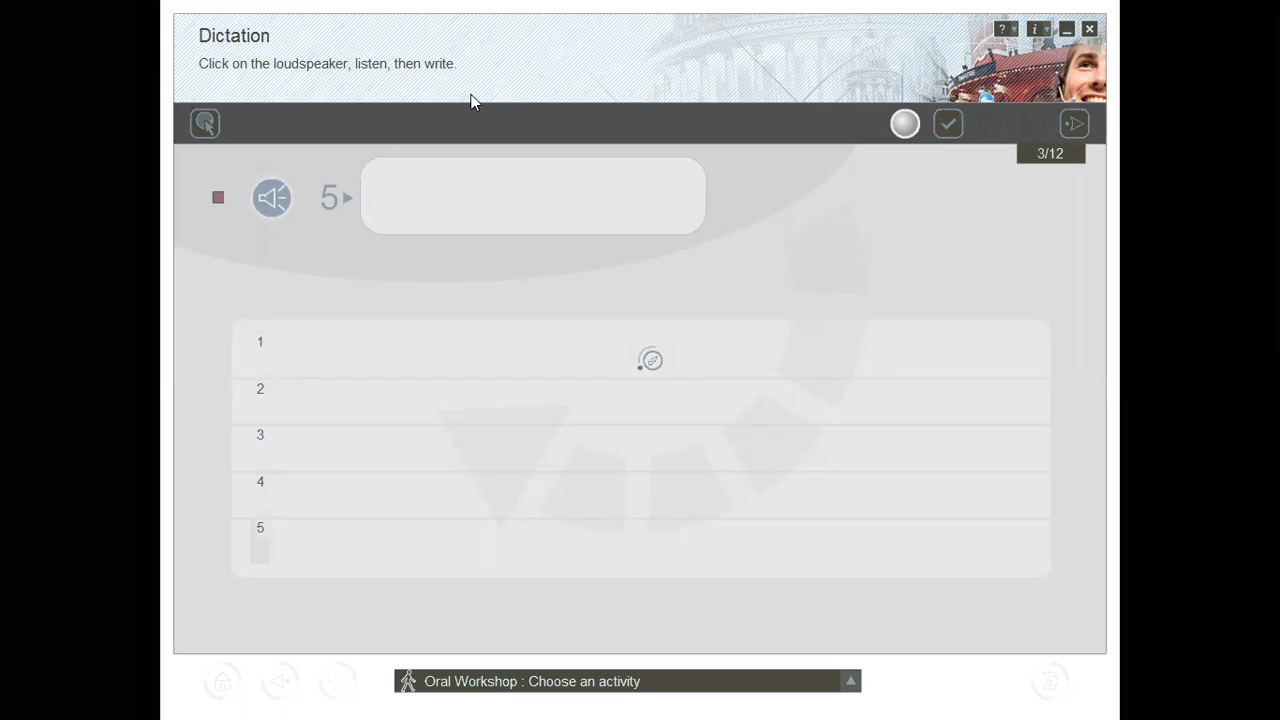 Dictation
Click on the loudspeaker, listen, then write.
3/12
5
1
2
3
4
5
Oral Workshop : Choose an activity